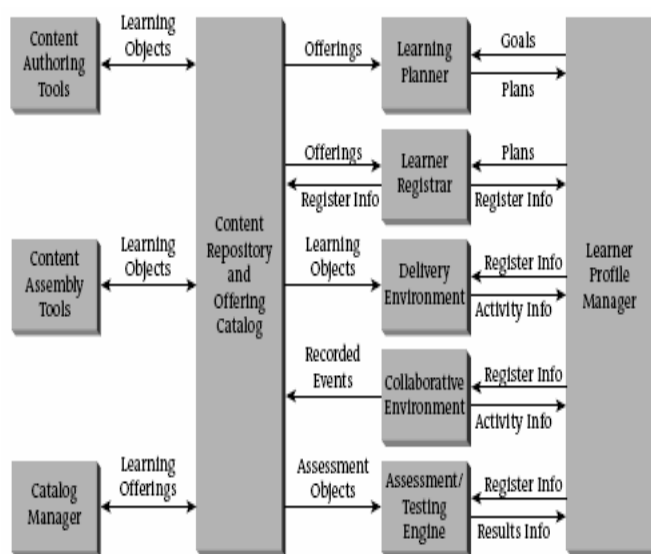 Content
Authoring
Tools
Learning
Objects
Offerings
Learning
Planner
Goals
Plans
Offerings
Register Info
Learner
Registrar
Plans
Register Info
Content
Repository
and
Offering
Catalog
Content
Assembly
Tools
Learning
Objects
Learning
Objects
Delivery
Environment
Register Info
Activity Info
Learner
Profile
Manager
Recorded
Events
Collaborative
Environment
Register Info
Activity Info
Catalog
Manager
Learning
Offerings
Assessment
Objects
Assessment/
Testing
Engine
Register Info
Results Info